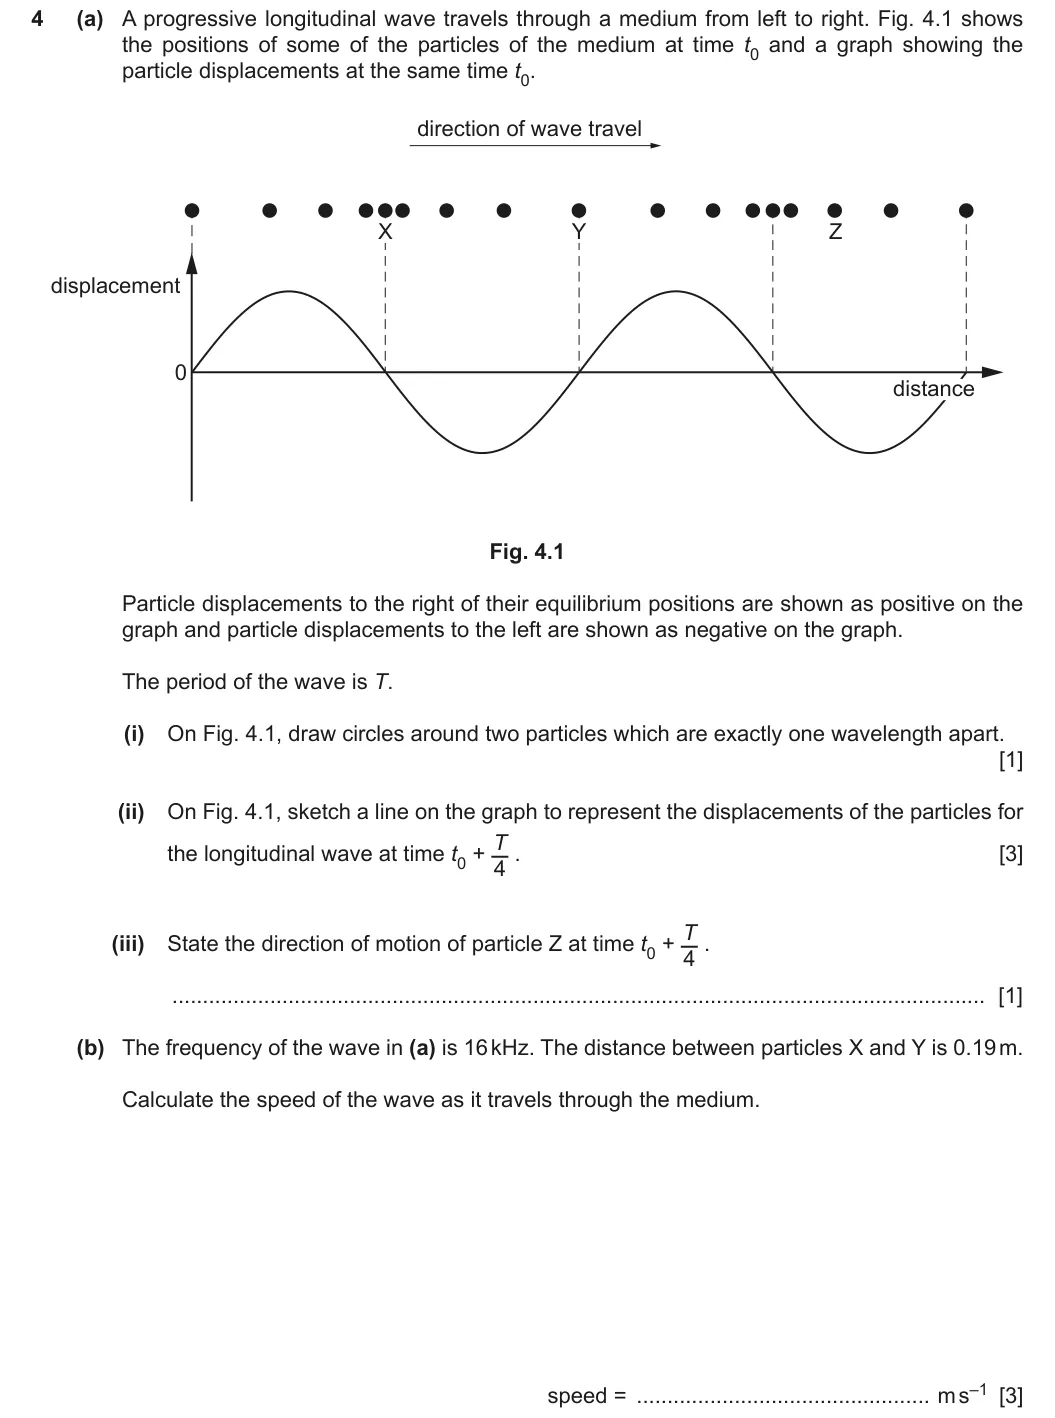 4 (a) A progressive longitudinal wave travels through a medium from left to right. Fig. 4.1 shows
the positions of some of the particles of the medium at time t₀ and a graph showing the
particle displacements at the same time t₀.
direction of wave travel
X Y Z
displacement
0
distance
Fig. 4.1
Particle displacements to the right of their equilibrium positions are shown as positive on the
graph and particle displacements to the left are shown as negative on the graph.
The period of the wave is T.
(i) On Fig. 4.1, draw circles around two particles which are exactly one wavelength apart.
[1]
(ii) On Fig. 4.1, sketch a line on the graph to represent the displacements of the particles for
the longitudinal wave at time t₀ + T/4 . [3]
(iii) State the direction of motion of particle Z at time t₀ + T/4 .
...................................................................................................................................... [1]
(b) The frequency of the wave in (a) is 16 kHz. The distance between particles X and Y is 0.19 m.
Calculate the speed of the wave as it travels through the medium.
speed = ................................................ m s⁻¹ [3]